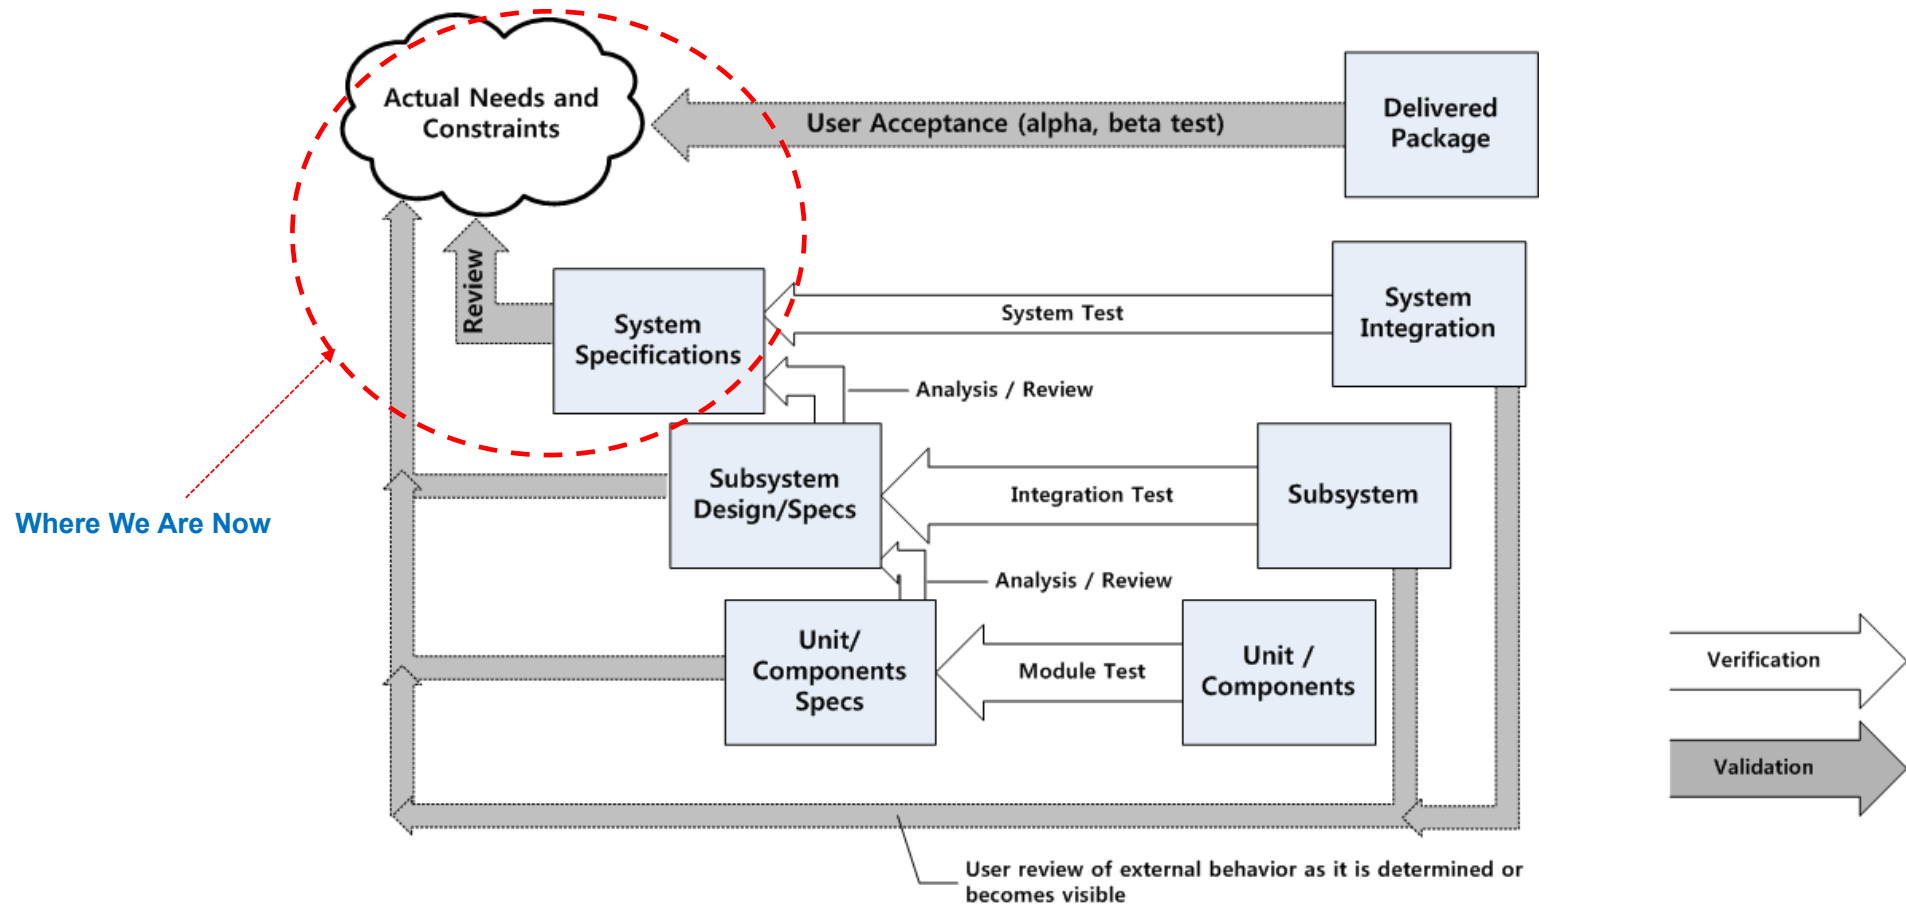 Actual Needs and
Constraints
User Acceptance (alpha, beta test)
Delivered
Package
Review
System
Specifications
System Test
System
Integration
Analysis / Review
Where We Are Now
Subsystem
Design/Specs
Integration Test
Subsystem
Analysis / Review
Unit/
Components
Specs
Module Test
Unit /
Components
Verification
Validation
User review of external behavior as it is determined or
becomes visible